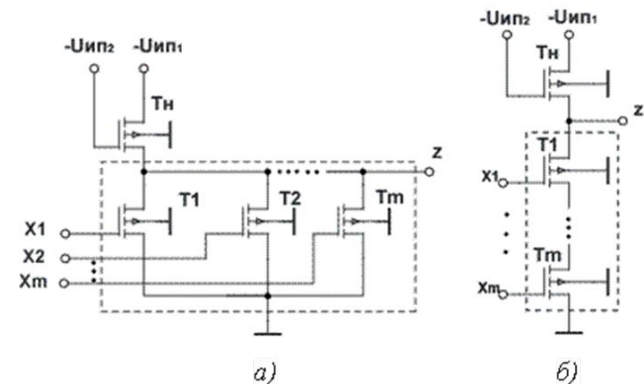 -Uип₂ -Uип₁
Tн
z
T1 T2 Tm
X1
X2
Xm
а)
-Uип₂ -Uип₁
Tн
z
T1
X1
Tm
Xm
б)